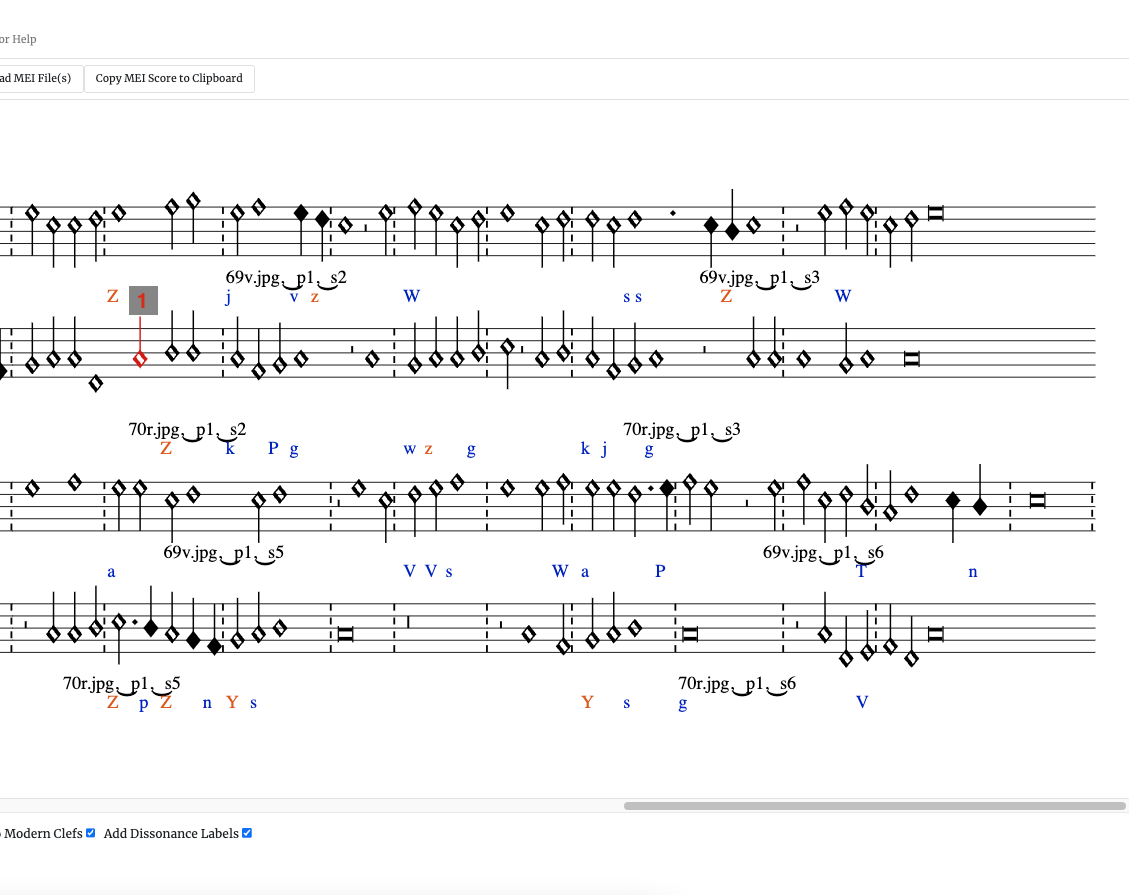 or Help
ad MEI File(s) Copy MEI Score to Clipboard
69v.jpg,‿p1,‿s2 69v.jpg,‿p1,‿s3
Z 1 j v z W s s Z W
70r.jpg,‿p1,‿s2 70r.jpg,‿p1,‿s3
Z k P g w z g k j g
69v.jpg,‿p1,‿s5 69v.jpg,‿p1,‿s6
a V V s W a P T n
70r.jpg,‿p1,‿s5 70r.jpg,‿p1,‿s6
Z p Z n Y s Y s g V
Modern Clefs Add Dissonance Labels